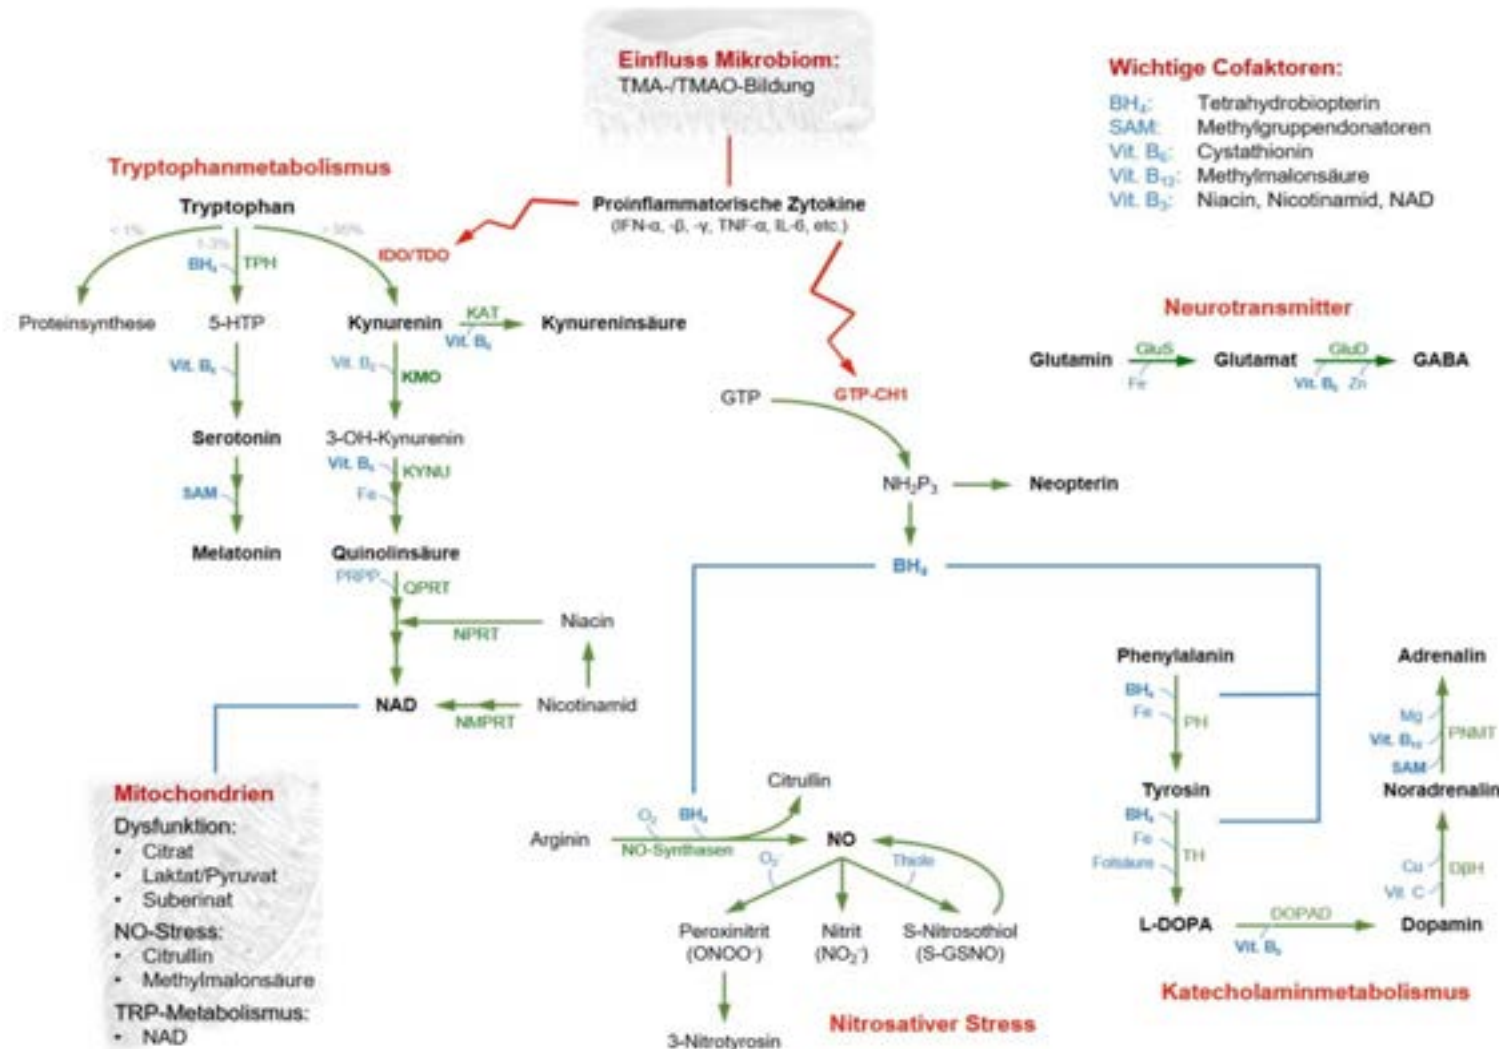 Einfluss Mikrobiom:
TMA-/TMAO-Bildung
Wichtige Cofaktoren:
BH₄: Tetrahydrobiopterin
SAM: Methylgruppendonatoren
Vit. B₆: Cystathionin
Vit. B₁₂: Methylmalonsäure
Vit. B₃: Niacin, Nicotinamid, NAD
Tryptophanmetabolismus
Tryptophan
< 1%
1-3%
BH₄
TPH
IDO/TDO
Proinflammatorische Zytokine
(IFN-α, -β, -γ, TNF-α, IL-6, etc.)
Proteinsynthese
5-HTP
Kynurenin
KAT
Vit. B₆
Kynureninsäure
Vit. B₆
KMO
Serotonin
3-OH-Kynurenin
Vit. B₆
KYNU
Fe
SAM
Melatonin
Quinolinsäure
PRPP
QPRT
NPRT
Niacin
NAD
NMPRT
Nicotinamid
Neurotransmitter
Glutamin
GluS
Fe
Glutamat
GluD
Vit. B₆
Zn
GABA
GTP
GTP-CH1
NH₂P₃
Neopterin
BH₄
Mitochondrien
Dysfunktion:
• Citrat
• Laktat/Pyruvat
• Suberinat
NO-Stress:
• Citrullin
• Methylmalonsäure
TRP-Metabolismus:
• NAD
Arginin
O₂
BH₄
NO-Synthasen
Citrullin
NO
O₂⁻
Thiole
Peroxinitrit
(ONOO⁻)
Nitrit
(NO₂⁻)
S-Nitrosothiol
(S-GSNO)
3-Nitrotyrosin
Nitrosativer Stress
Phenylalanin
BH₄
Fe
PH
Tyrosin
BH₄
Fe
Folsäure
TH
L-DOPA
DOPAD
Vit. B₆
Dopamin
Cu
Vit. C
DβH
Noradrenalin
Mg
Vit. B₁₂
SAM
PNMT
Adrenalin
Katecholaminmetabolismus